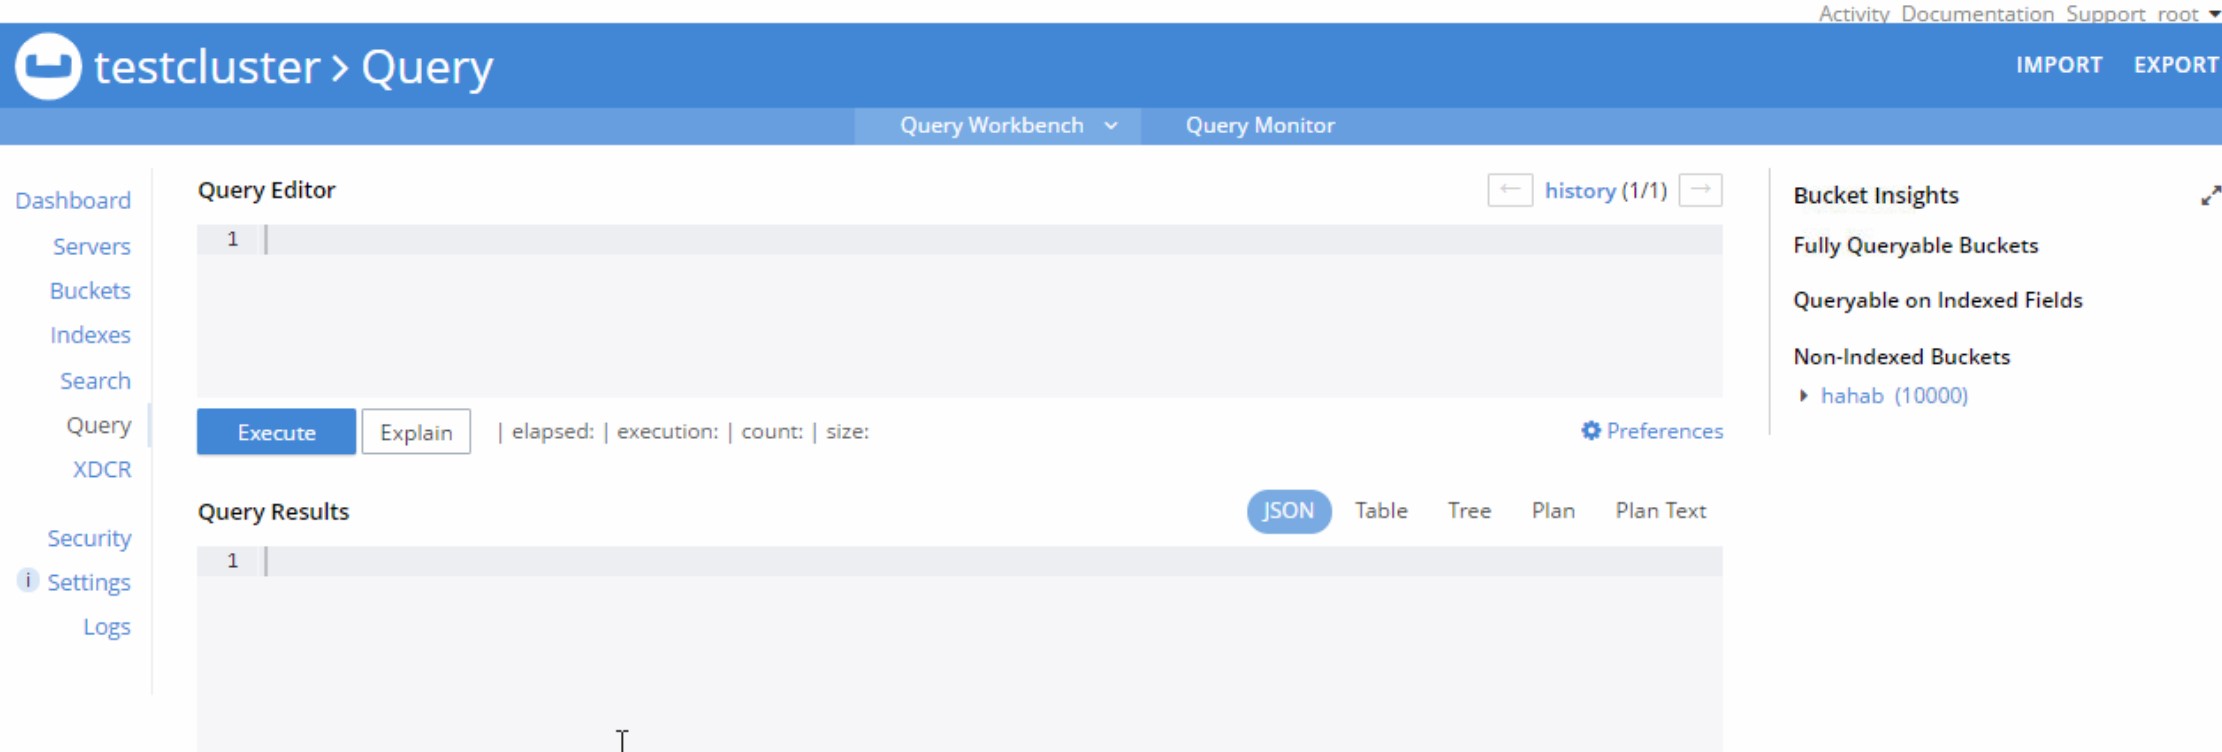 Activity Documentation Support root
testcluster > Query
IMPORT EXPORT
Query Workbench Query Monitor
Dashboard
Servers
Buckets
Indexes
Search
Query
XDCR
Security
i Settings
Logs
Query Editor
← history (1/1) →
1
Execute Explain | elapsed: | execution: | count: | size:
Preferences
Query Results
JSON Table Tree Plan Plan Text
1
Bucket Insights
Fully Queryable Buckets
Queryable on Indexed Fields
Non-Indexed Buckets
hahab (10000)